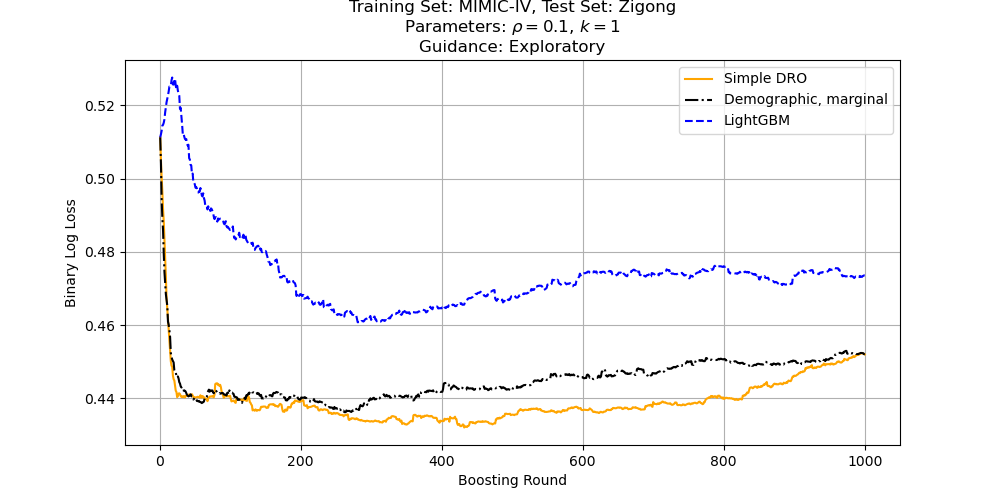 Training Set: MIMIC-IV, Test Set: Zigong
Parameters: ρ = 0.1, k = 1
Guidance: Exploratory
Simple DRO
Demographic, marginal
LightGBM
Binary Log Loss
0.52
0.50
0.48
0.46
0.44
0 200 400 600 800 1000
Boosting Round